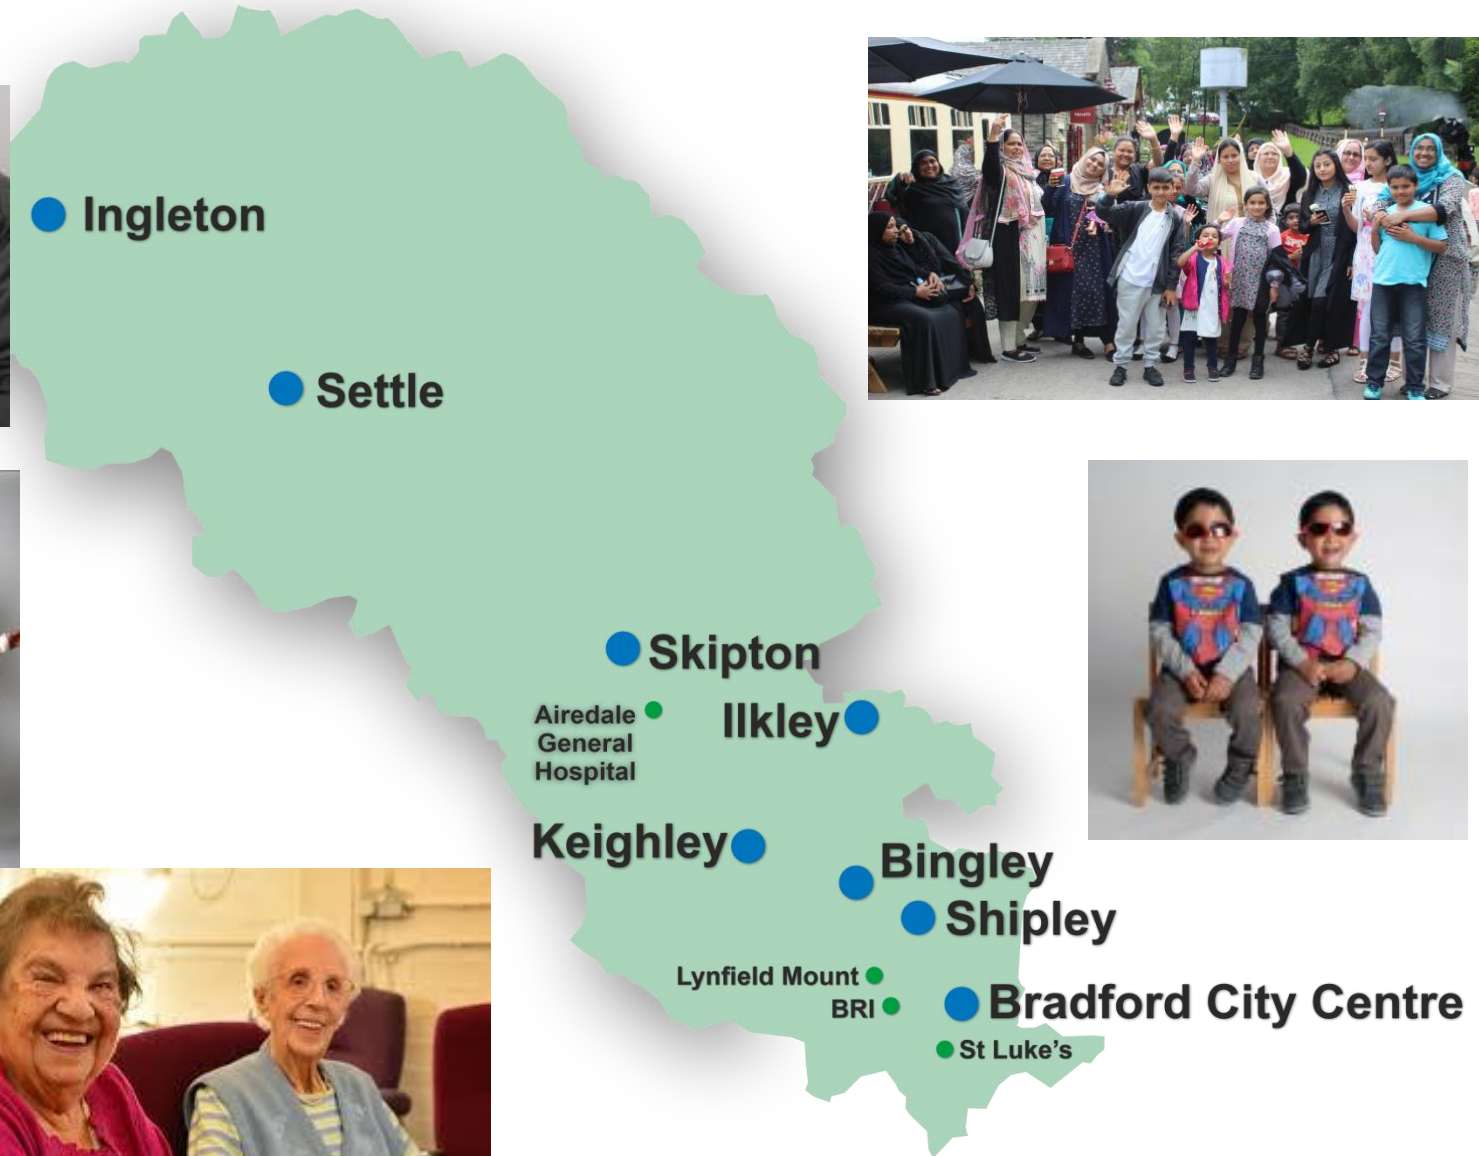 Ingleton
Settle
Skipton
Airedale
General
Hospital
Ilkley
Keighley
Bingley
Shipley
Lynfield Mount
BRI
Bradford City Centre
St Luke’s